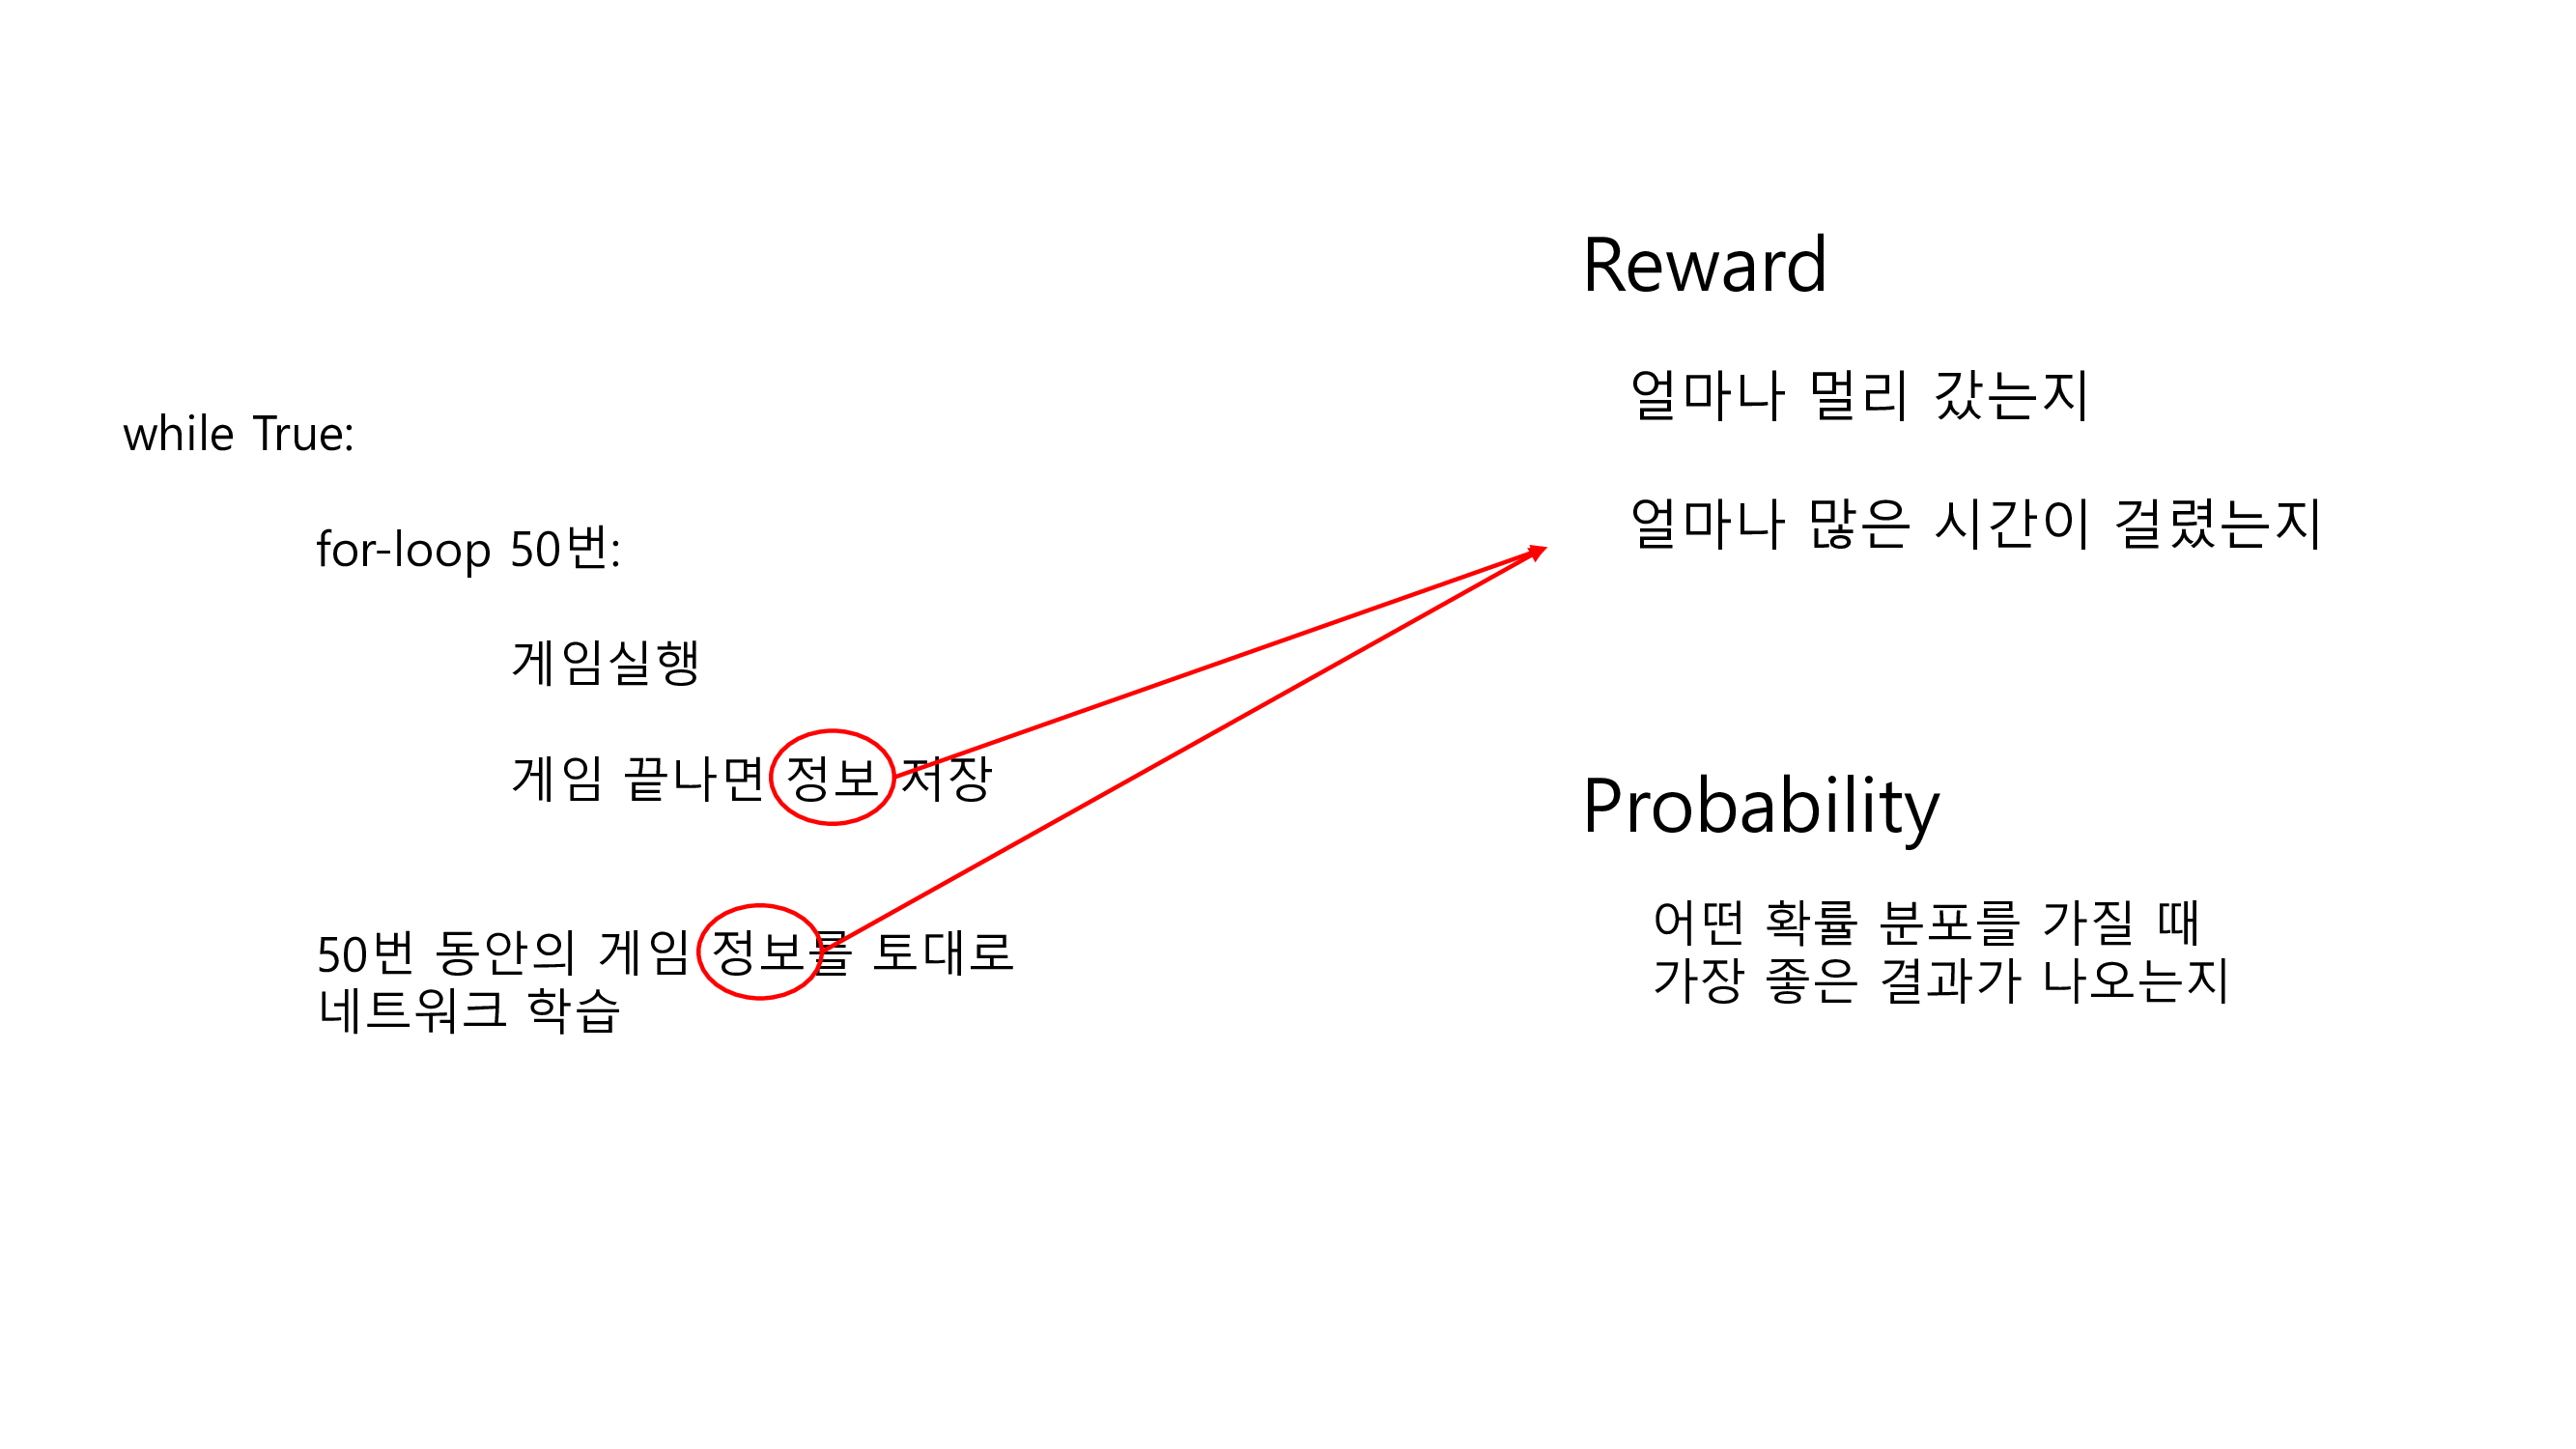 while True:
for-loop 50번:
게임실행
게임 끝나면 정보 저장
50번 동안의 게임 정보를 토대로
네트워크 학습
Reward
얼마나 멀리 갔는지
얼마나 많은 시간이 걸렸는지
Probability
어떤 확률 분포를 가질 때
가장 좋은 결과가 나오는지